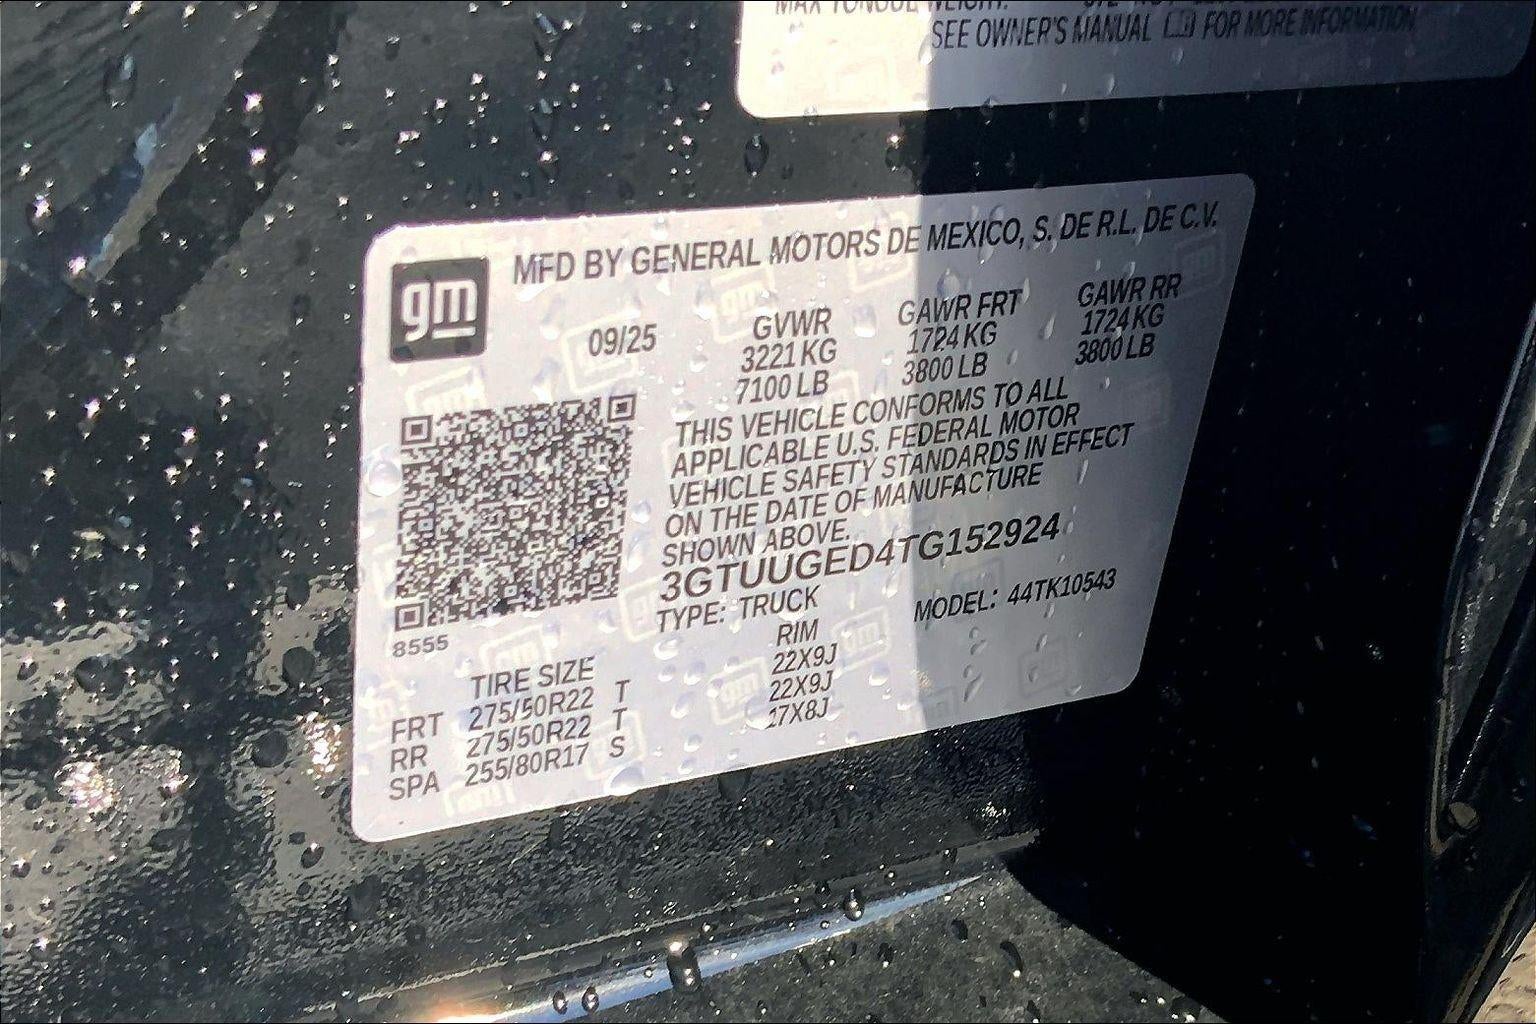 MAX TONGUE WEIGHT:
SEE OWNER'S MANUAL FOR MORE INFORMATION.
gm
MFD BY GENERAL MOTORS DE MEXICO, S. DE R.L. DE C.V.
09/25 GVWR GAWR FRT GAWR RR
3221 KG 1724 KG 1724 KG
7100 LB 3800 LB 3800 LB
THIS VEHICLE CONFORMS TO ALL
APPLICABLE U.S. FEDERAL MOTOR
VEHICLE SAFETY STANDARDS IN EFFECT
ON THE DATE OF MANUFACTURE
SHOWN ABOVE.
3GTUUGED4TG152924
TYPE: TRUCK MODEL: 44TK10543
8555
TIRE SIZE RIM
FRT 275/50R22 T 22X9J
RR 275/50R22 T 22X9J
SPA 255/80R17 S 17X8J